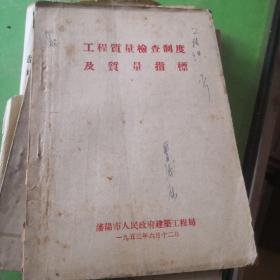 工程質量檢查制度
及質量指標
瀋陽市人民政府建築工程局
一九五三年六月十二日